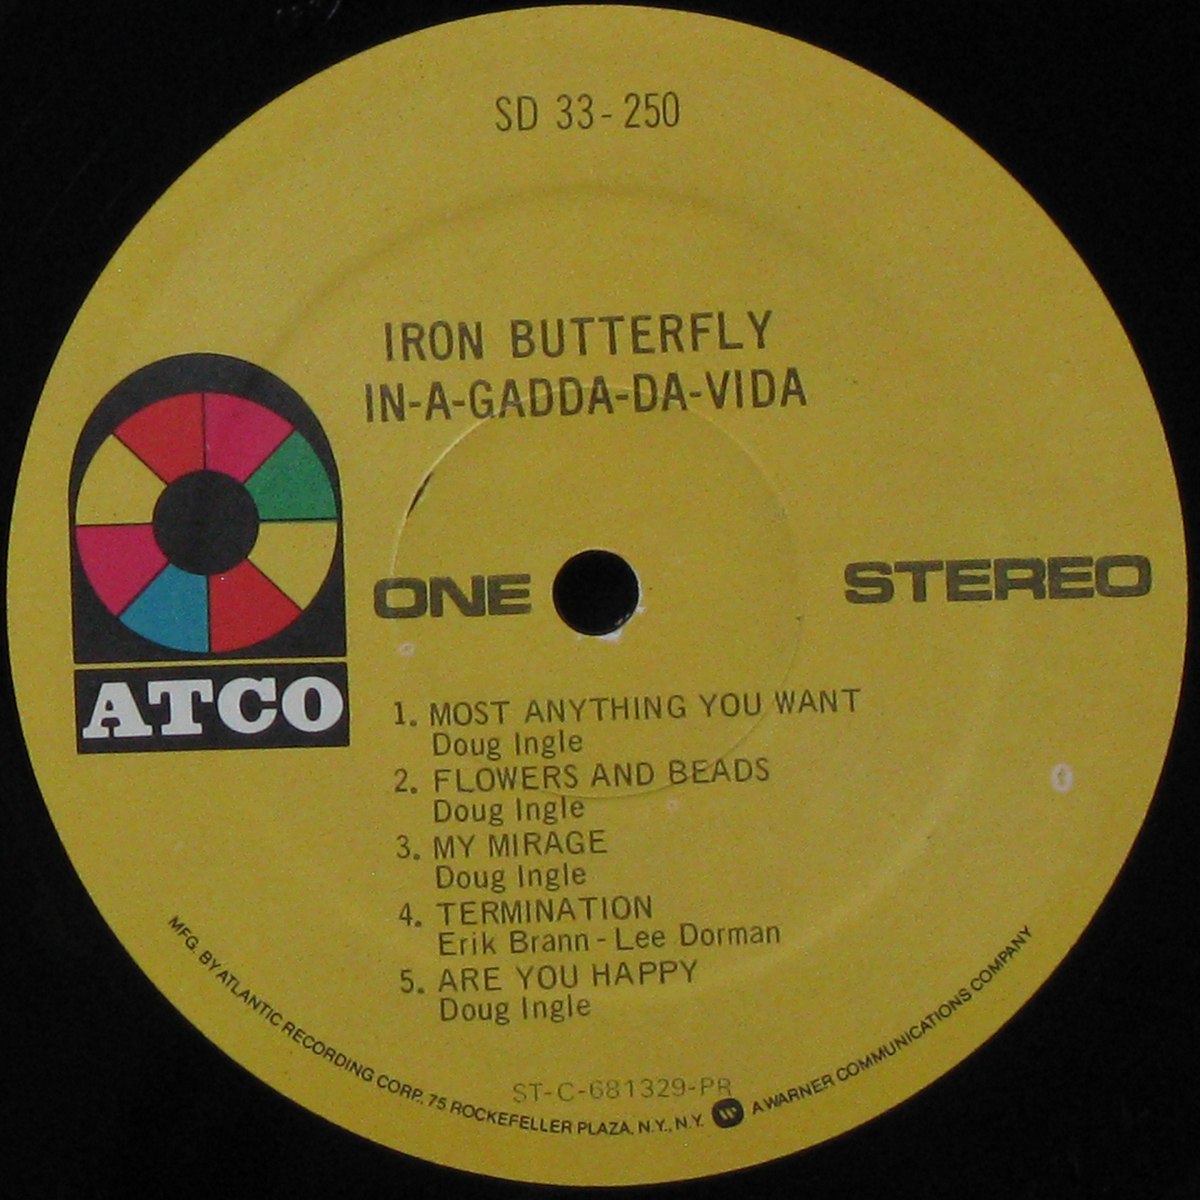 SD 33-250
IRON BUTTERFLY
IN-A-GADDA-DA-VIDA
ATCO
ONE
STEREO
1. MOST ANYTHING YOU WANT
Doug Ingle
2. FLOWERS AND BEADS
Doug Ingle
3. MY MIRAGE
Doug Ingle
4. TERMINATION
Erik Brann - Lee Dorman
5. ARE YOU HAPPY
Doug Ingle
ST-C-681329-PR
MFG. BY ATLANTIC RECORDING CORP., 75 ROCKEFELLER PLAZA, N.Y., N.Y. W A WARNER COMMUNICATIONS COMPANY